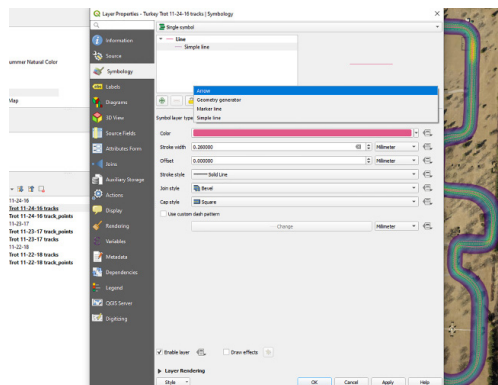 Layer Properties - Turkey Trot 11-24-16 tracks | Symbology
ummer Natural Color
Map
11-24-16
Trot 11-24-16 tracks
Trot 11-24-16 track_points
11-23-17
Trot 11-23-17 tracks
Trot 11-23-17 track_points
11-22-18
Trot 11-22-18 tracks
Trot 11-22-18 track_points
Information
Source
Symbology
Labels
Diagrams
3D View
Source Fields
Attributes Form
Joins
Auxiliary Storage
Actions
Display
Rendering
Variables
Metadata
Dependencies
Legend
QGIS Server
Digitizing
Single symbol
Line
Simple line
Arrow
Geometry generator
Marker line
Simple line
Symbol layer type
Color
Stroke width 0.260000 Millimeter
Offset 0.000000 Millimeter
Stroke style Solid Line
Join style Bevel
Cap style Square
Use custom dash pattern
Change Millimeter
Enable layer Draw effects
Layer Rendering
Style OK Cancel Apply Help